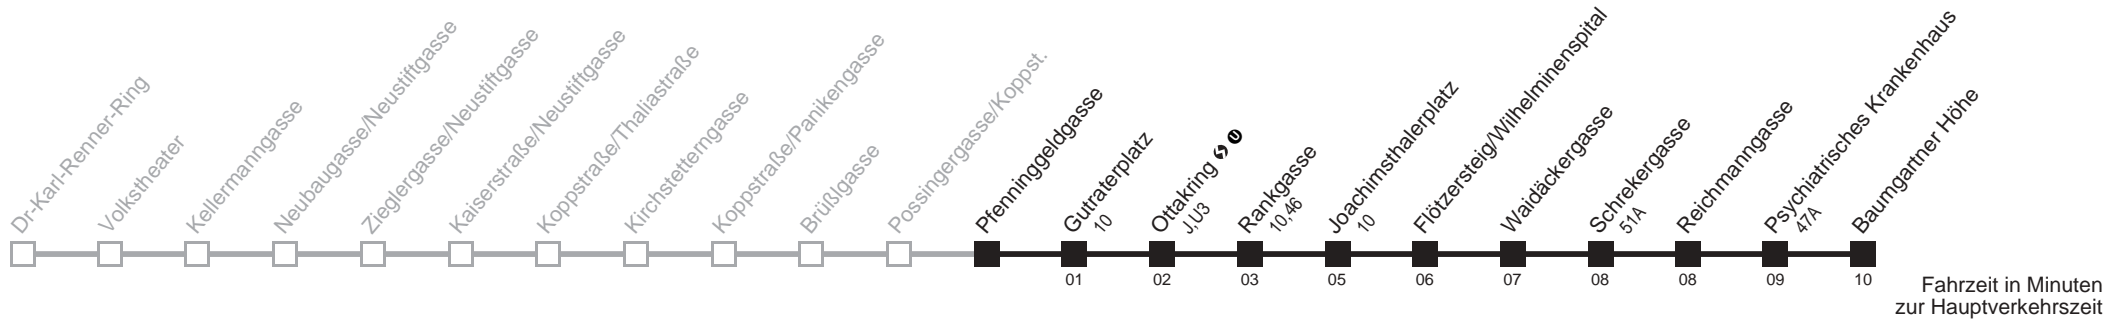 Dr-Karl-Renner-Ring
Volkstheater
Kellermanngasse
Neubaugasse/Neustiftgasse
Zieglergasse/Neustiftgasse
Kaiserstraße/Neustiftgasse
Koppstraße/Thaliastraße
Kirchstetterngasse
Koppstraße/Panikengasse
Brüßlgasse
Possingergasse/Koppst.
Pfenninggeldgasse
Gutraterplatz
10
01
Ottakring S U
J,U3
02
Rankgasse
10,46
03
Joachimsthalerplatz
10
05
Flötzersteig/Wilhelminenspital
06
Waidäckergasse
07
Schrekergasse
51A
08
Reichmanngasse
08
Psychiatrisches Krankenhaus
47A
09
Baumgartner Höhe
10
Fahrzeit in Minuten
zur Hauptverkehrszeit